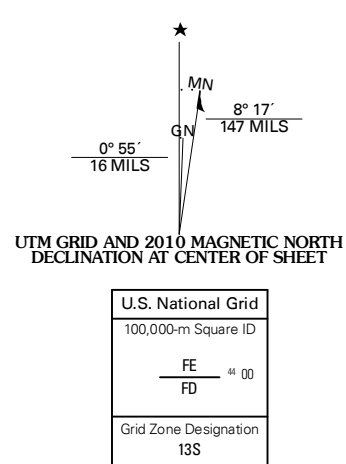 ★
MN
8° 17´
147 MILS
GN
0° 55´
16 MILS
UTM GRID AND 2010 MAGNETIC NORTH
DECLINATION AT CENTER OF SHEET
U.S. National Grid
100,000-m Square ID
FE
44 00
FD
Grid Zone Designation
13S